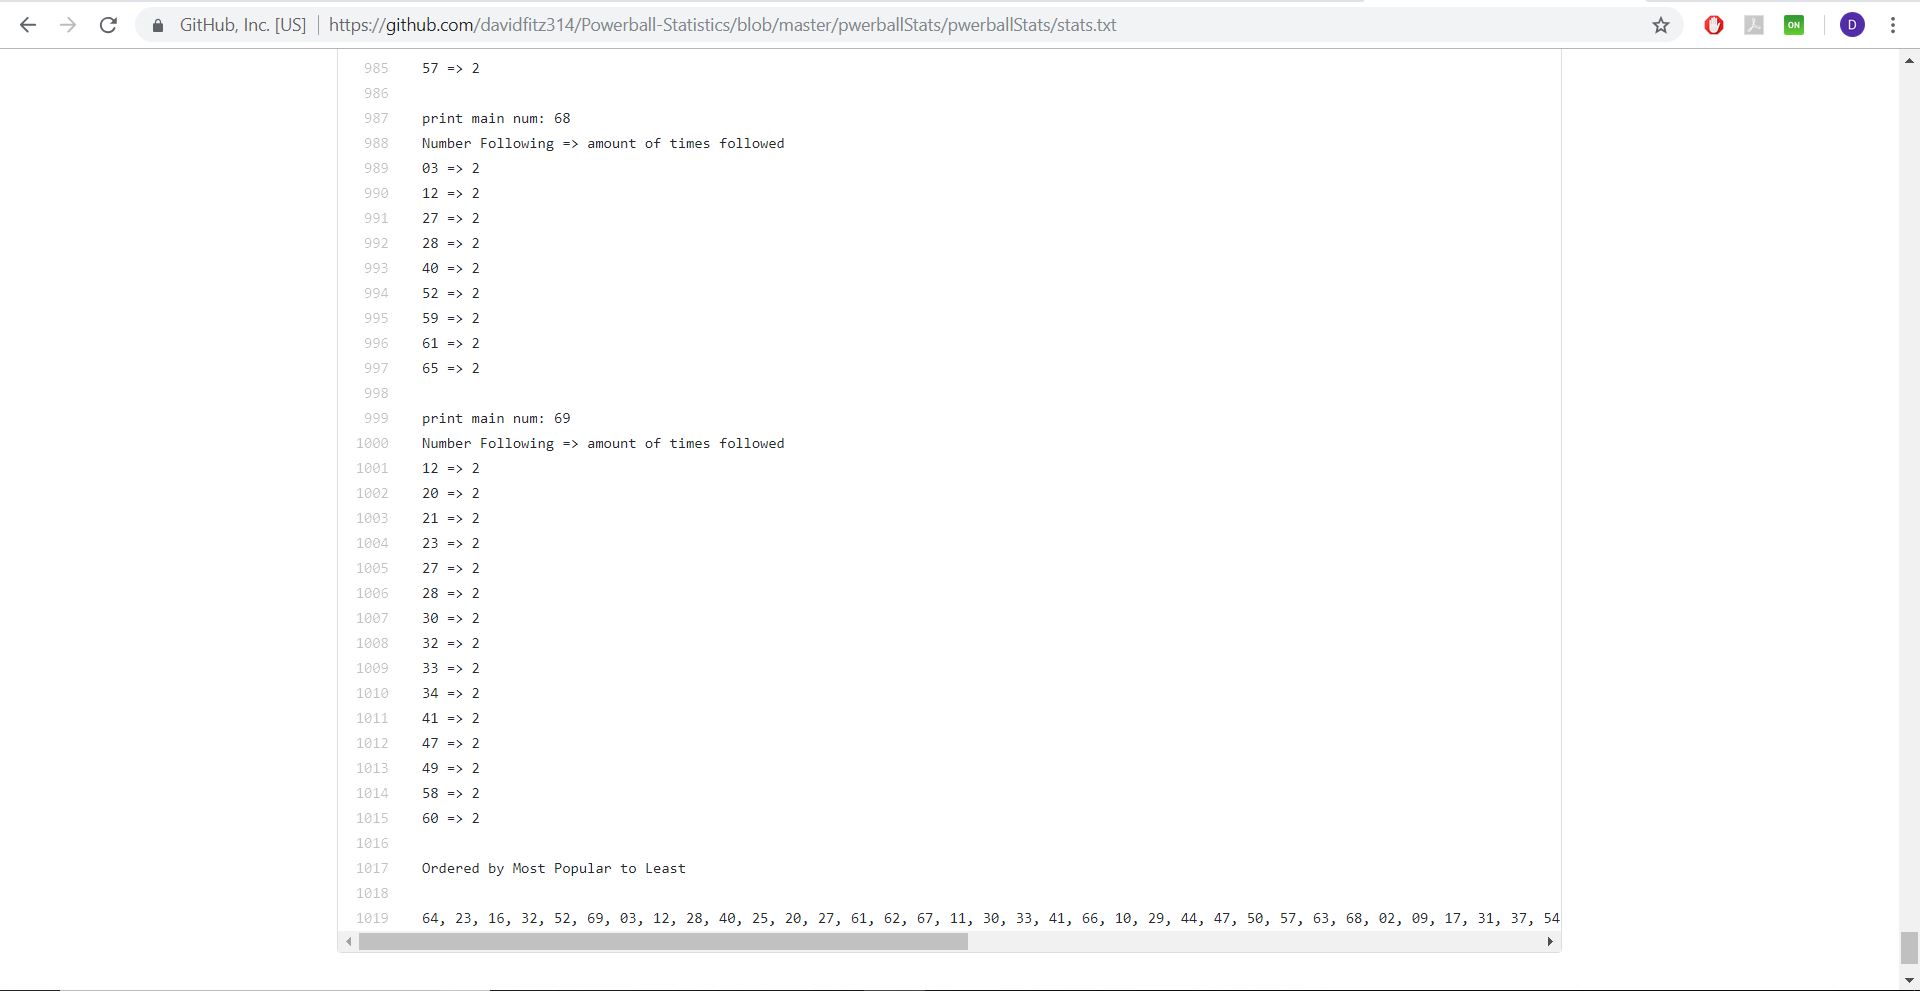 GitHub, Inc. [US] | https://github.com/davidfitz314/Powerball-Statistics/blob/master/pwerballStats/pwerballStats/stats.txt ON D
985 57 => 2
986
987 print main num: 68
988 Number Following => amount of times followed
989 03 => 2
990 12 => 2
991 27 => 2
992 28 => 2
993 40 => 2
994 52 => 2
995 59 => 2
996 61 => 2
997 65 => 2
998
999 print main num: 69
1000 Number Following => amount of times followed
1001 12 => 2
1002 20 => 2
1003 21 => 2
1004 23 => 2
1005 27 => 2
1006 28 => 2
1007 30 => 2
1008 32 => 2
1009 33 => 2
1010 34 => 2
1011 41 => 2
1012 47 => 2
1013 49 => 2
1014 58 => 2
1015 60 => 2
1016
1017 Ordered by Most Popular to Least
1018
1019 64, 23, 16, 32, 52, 69, 03, 12, 28, 40, 25, 20, 27, 61, 62, 67, 11, 30, 33, 41, 66, 10, 29, 44, 47, 50, 57, 63, 68, 02, 09, 17, 31, 37, 54